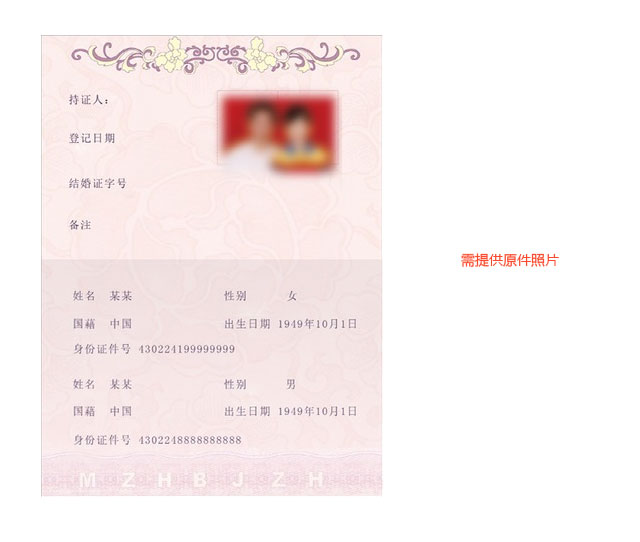 持证人：
登记日期
结婚证字号
备注
需提供原件照片
姓名 某某 性别 女
国藉 中国 出生日期 1949年10月1日
身份证件号 430224199999999
姓名 某某 性别 男
国藉 中国 出生日期 1949年10月1日
身份证件号 4302248888888888
MZHBJZH